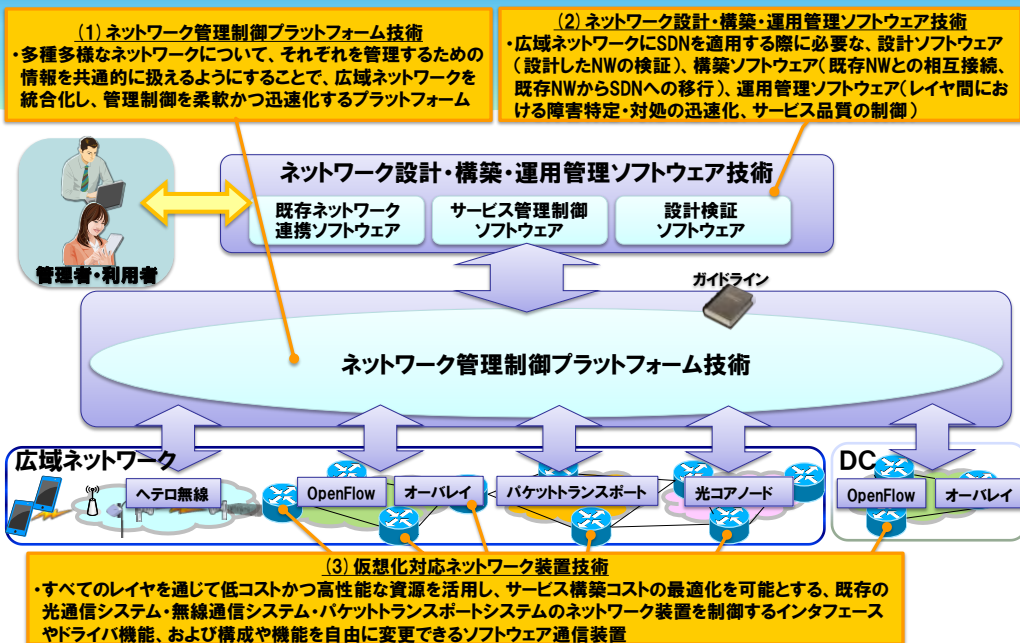 (1)ネットワーク管理制御プラットフォーム技術
・多種多様なネットワークについて、それぞれを管理するための
情報を共通的に扱えるようにすることで、広域ネットワークを
統合化し、管理制御を柔軟かつ迅速化するプラットフォーム
(2)ネットワーク設計・構築・運用管理ソフトウェア技術
・広域ネットワークにSDNを適用する際に必要な、設計ソフトウェア
(設計したNWの検証)、構築ソフトウェア(既存NWとの相互接続、
既存NWからSDNへの移行)、運用管理ソフトウェア(レイヤ間にお
ける障害特定・対処の迅速化、サービス品質の制御)
ネットワーク設計・構築・運用管理ソフトウェア技術
既存ネットワーク
連携ソフトウェア
サービス管理制御
ソフトウェア
設計検証
ソフトウェア
管理者・利用者
ガイドライン
ネットワーク管理制御プラットフォーム技術
広域ネットワーク
ヘテロ無線
OpenFlow
オーバレイ
パケットトランスポート
光コアノード
DC
OpenFlow
オーバレイ
(3)仮想化対応ネットワーク装置技術
・すべてのレイヤを通じて低コストかつ高性能な資源を活用し、サービス構築コストの最適化を可能とする、既存の
光通信システム・無線通信システム・パケットトランスポートシステムのネットワーク装置を制御するインタフェース
やドライバ機能、および構成や機能を自由に変更できるソフトウェア通信装置